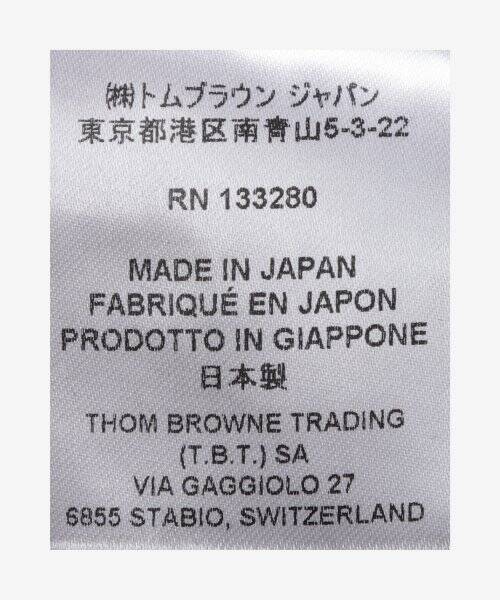 ㈱トムブラウン ジャパン
東京都港区南青山5-3-22
RN 133280
MADE IN JAPAN
FABRIQUÉ EN JAPON
PRODOTTO IN GIAPPONE
日本製
THOM BROWNE TRADING
(T.B.T.) SA
VIA GAGGIOLO 27
6855 STABIO, SWITZERLAND